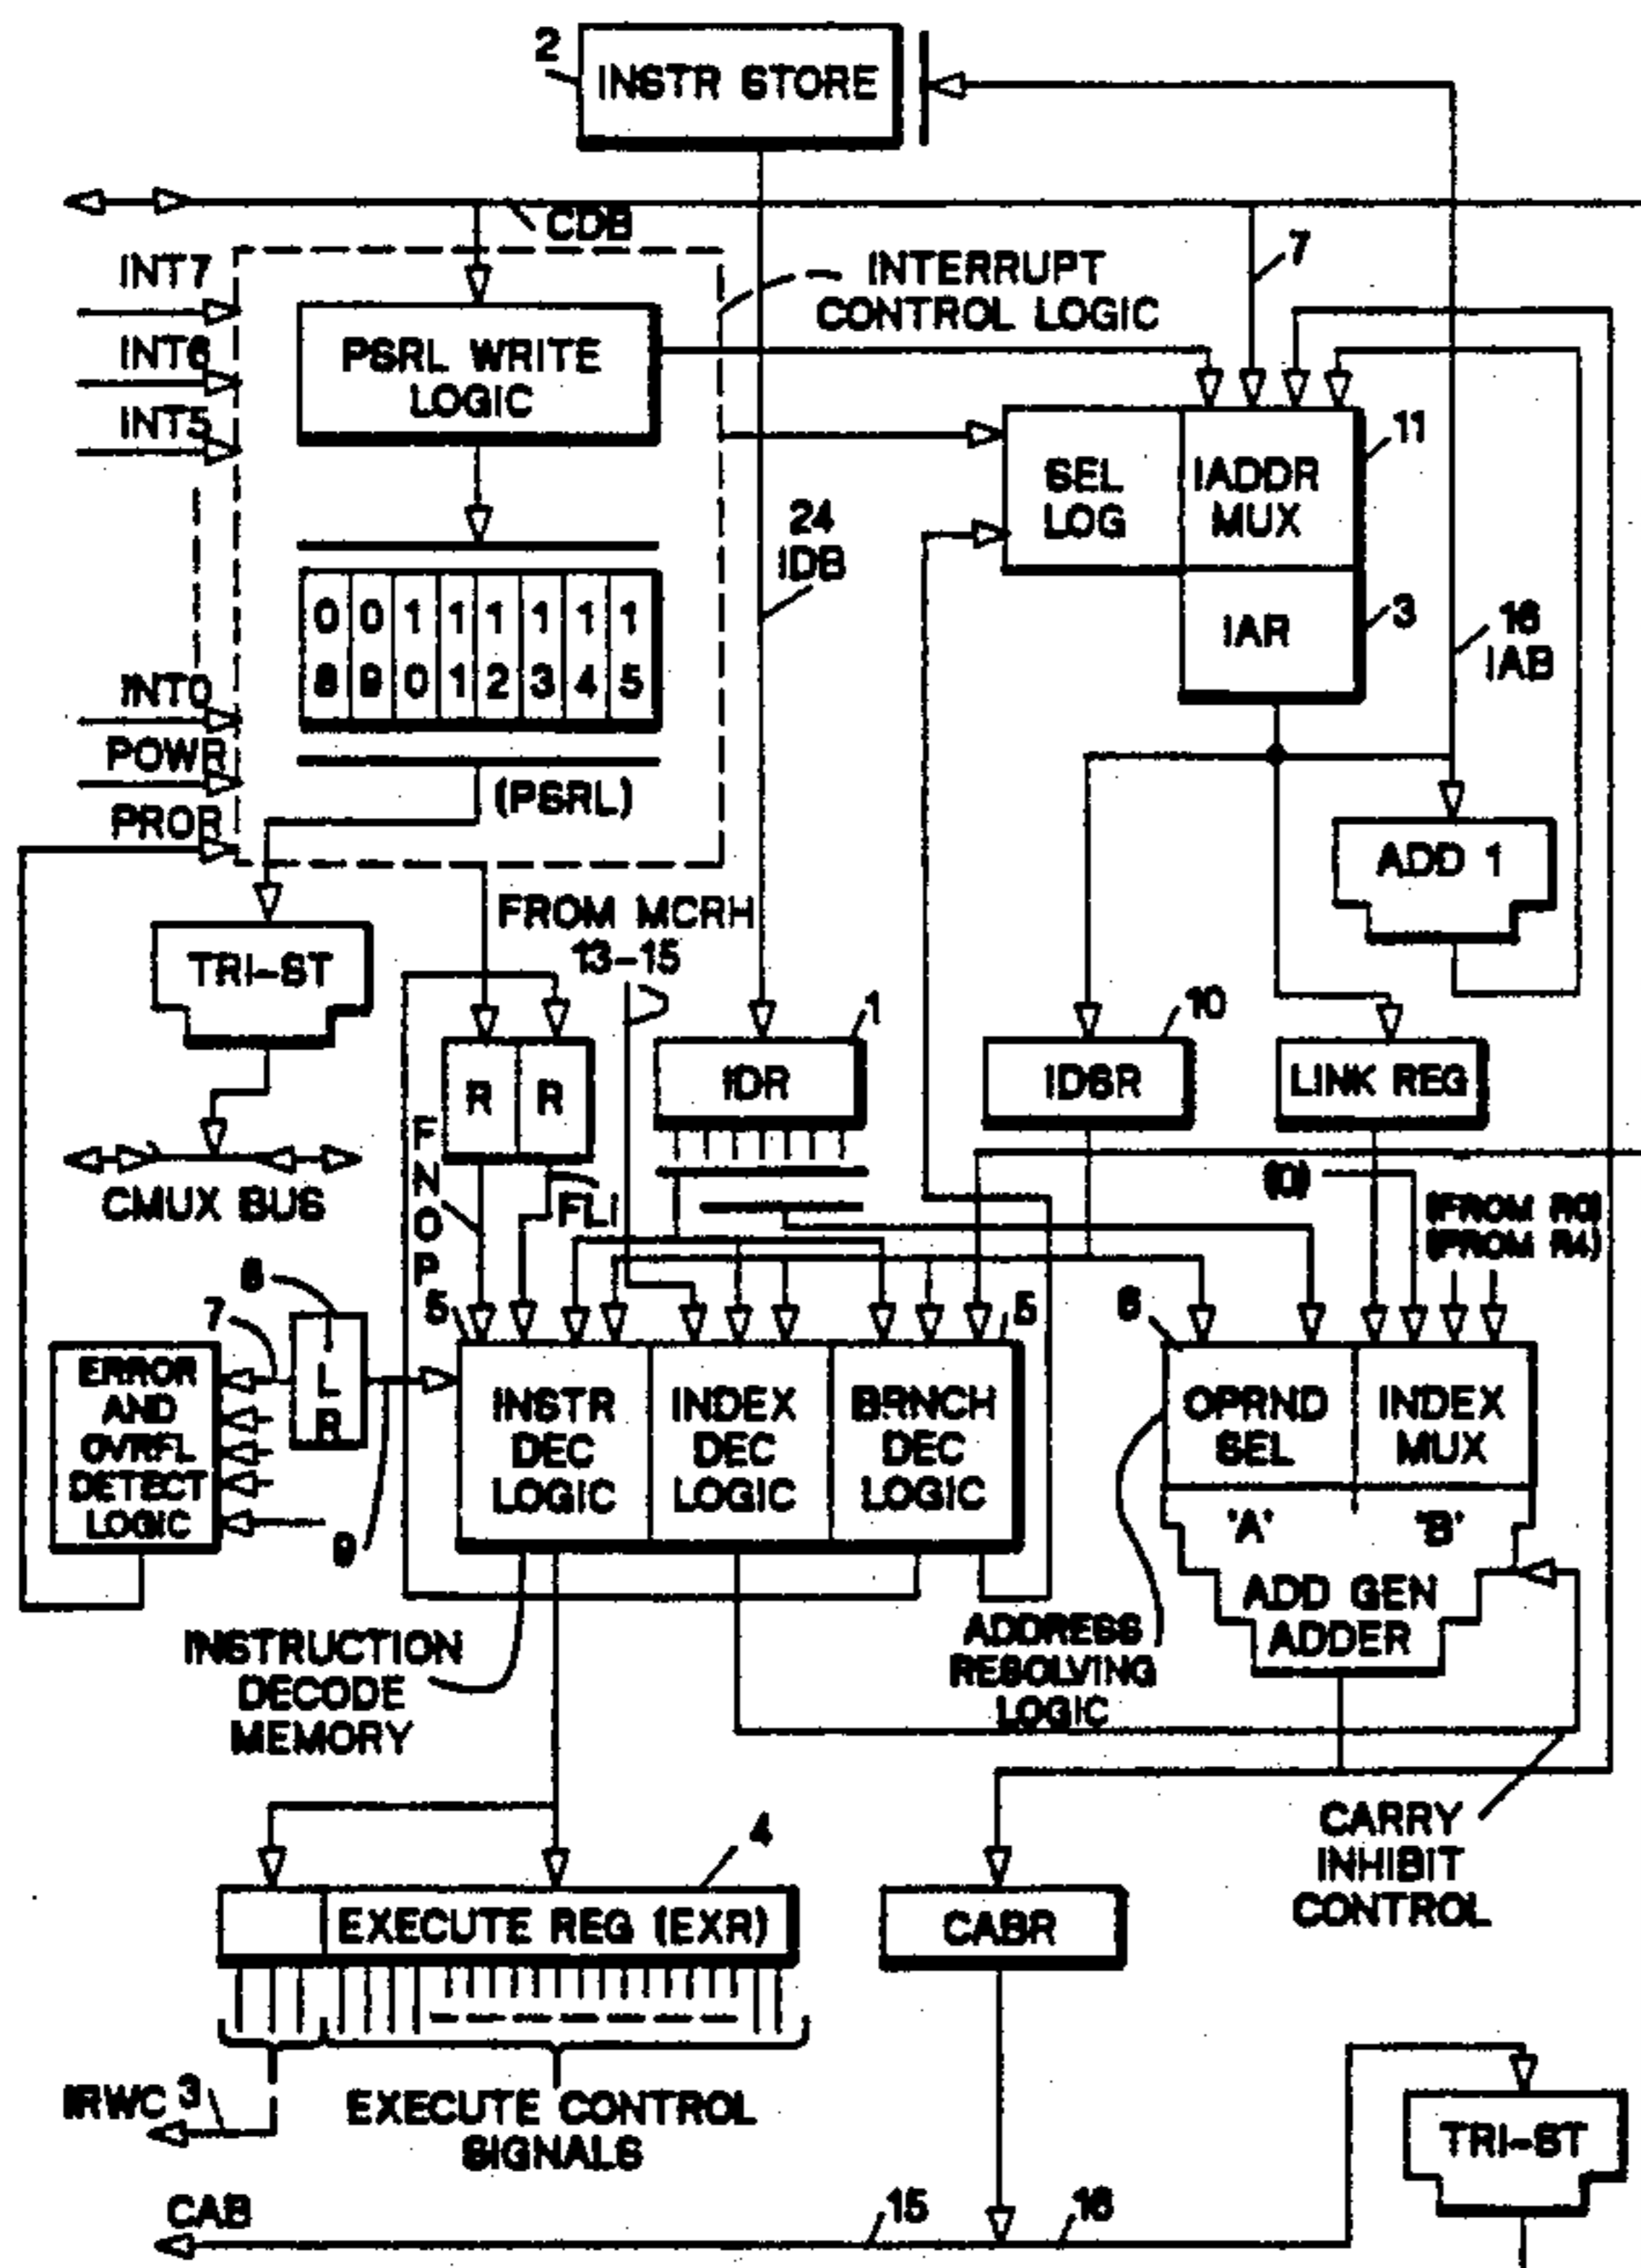 2
INSTR STORE
CDB
INT7
INT6
INT5
INTERRUPT
CONTROL LOGIC
7
PSRL WRITE
LOGIC
SEL
LOG
IADDR
MUX
11
24
IDB
0 0 1 1 1 1 1 1
8 9 0 1 2 3 4 5
IAR
3
16
IAB
INT0
POWR
PROR
(PSRL)
ADD 1
FROM MCRH
13-15
TRI-ST
R
R
1
IDR
10
IDSR
LINK REG
CMUX BUS
FNOP
FLI
(0)
(FROM R0)
(FROM R4)
8
7
5
5
6
ERROR
AND
OVRFL
DETECT
LOGIC
ILR
9
INSTR
DEC
LOGIC
INDEX
DEC
LOGIC
BRNCH
DEC
LOGIC
OPRND
SEL
INDEX
MUX
'A'
'B'
ADD GEN
ADDER
INSTRUCTION
DECODE
MEMORY
ADDRESS
RESOLVING
LOGIC
CARRY
INHIBIT
CONTROL
4
EXECUTE REG (EXR)
CABR
IRWC 3
EXECUTE CONTROL
SIGNALS
TRI-ST
CAB
15
16